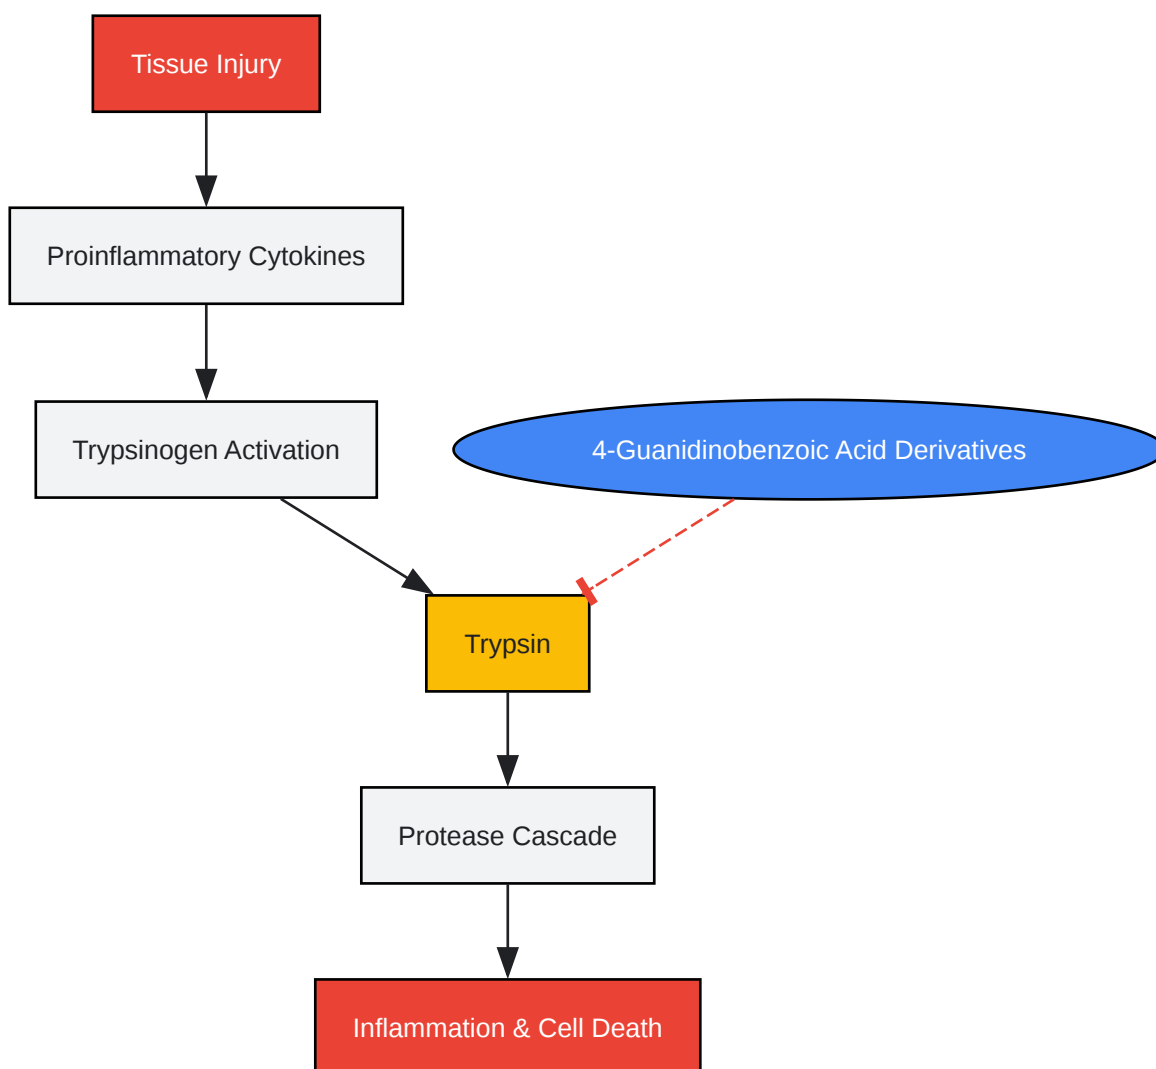 Tissue Injury
Proinflammatory Cytokines
Trypsinogen Activation
4-Guanidinobenzoic Acid Derivatives
Trypsin
Protease Cascade
Inflammation & Cell Death